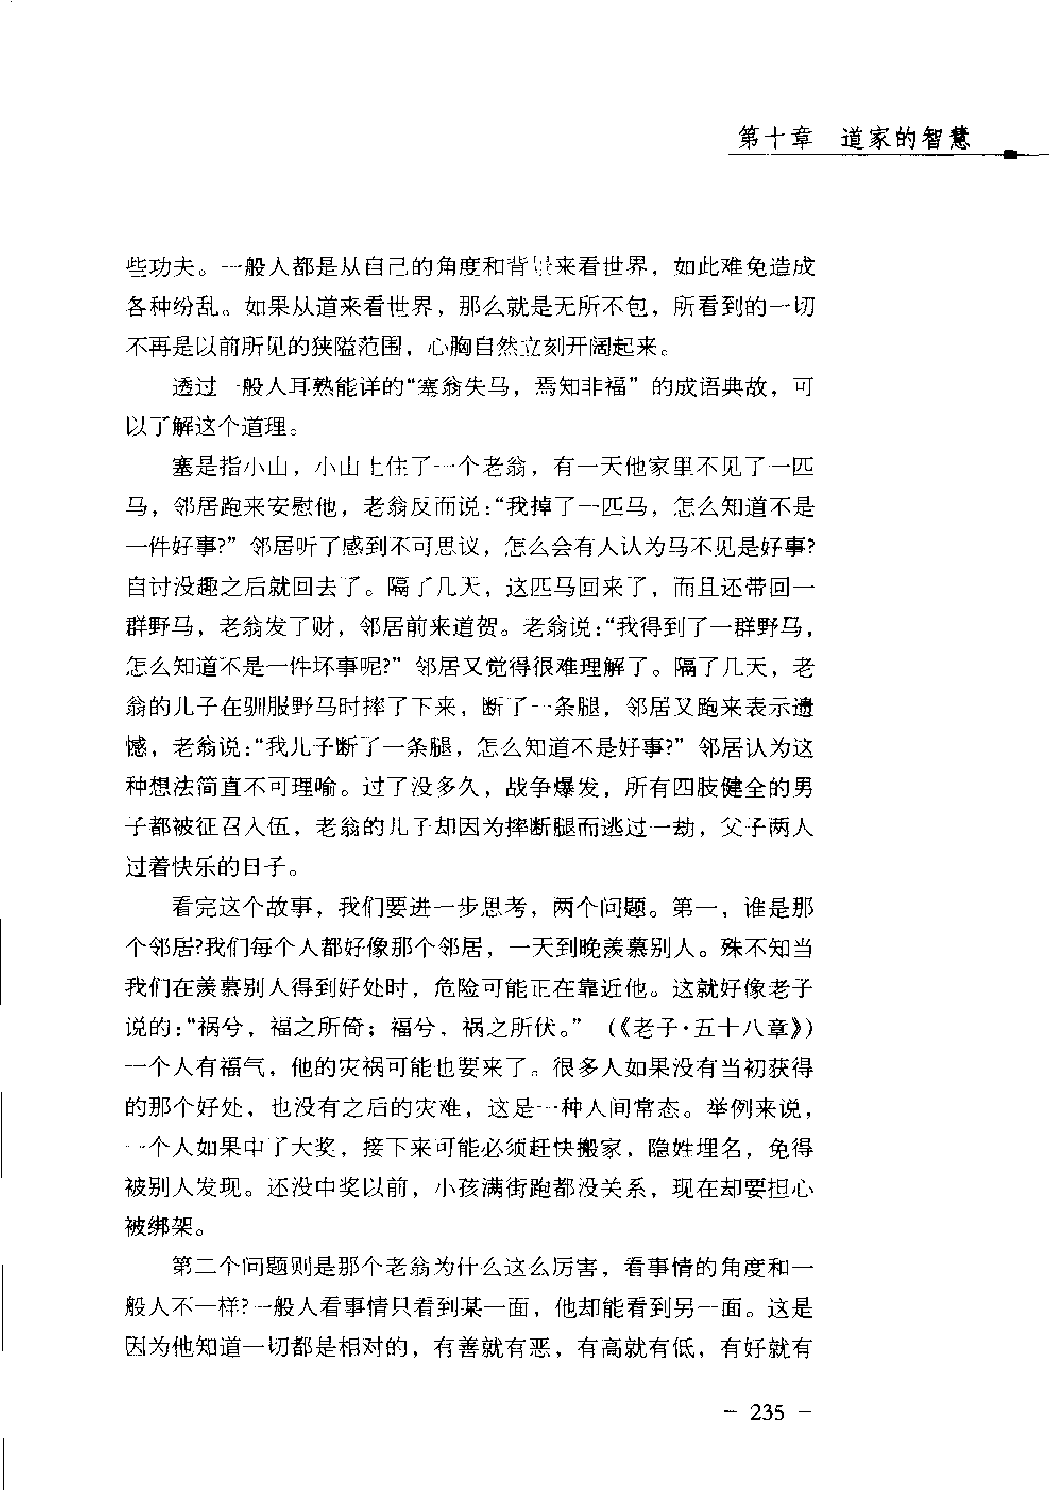 第十章 道家的智慧
些功夫。一般人都是从自己的角度和背景来看世界，如此难免造成
各种纷乱。如果从道来看世界，那么就是无所不包，所看到的一切
不再是以前所见的狭隘范围，心胸自然立刻开阔起来。
透过一般人耳熟能详的“塞翁失马，焉知非福”的成语典故，可
以了解这个道理。
塞是指小山，小山上住了一个老翁，有一天他家里不见了一匹
马，邻居跑来安慰他，老翁反而说：“我掉了一匹马，怎么知道不是
一件好事?”邻居听了感到不可思议，怎么会有人认为马不见是好事?
自讨没趣之后就回去了。隔了几天，这匹马回来了，而且还带回一
群野马，老翁发了财，邻居前来道贺。老翁说：“我得到了一群野马，
怎么知道不是一件坏事呢?”邻居又觉得很难理解了。隔了几天，老
翁的儿子在驯服野马时摔了下来，断了一条腿，邻居又跑来表示遗
憾，老翁说：“我儿子断了一条腿，怎么知道不是好事?”邻居认为这
种想法简直不可理喻。过了没多久，战争爆发，所有四肢健全的男
子都被征召入伍，老翁的儿子却因为摔断腿而逃过一劫，父子两人
过着快乐的日子。
看完这个故事，我们要进一步思考，两个问题。第一，谁是那
个邻居?我们每个人都好像那个邻居，一天到晚羡慕别人。殊不知当
我们在羡慕别人得到好处时，危险可能正在靠近他。这就好像老子
说的：“祸兮，福之所倚；福兮，祸之所伏。”（《老子·五十八章》）
一个人有福气，他的灾祸可能也要来了。很多人如果没有当初获得
的那个好处，也没有之后的灾难，这是一种人间常态。举例来说，
一个人如果中了大奖，接下来可能必须赶快搬家，隐姓埋名，免得
被别人发现。还没中奖以前，小孩满街跑都没关系，现在却要担心
被绑架。
第二个问题则是那个老翁为什么这么厉害，看事情的角度和一
般人不一样?一般人看事情只看到某一面，他却能看到另一面。这是
因为他知道一切都是相对的，有善就有恶，有高就有低，有好就有
－ 235 －